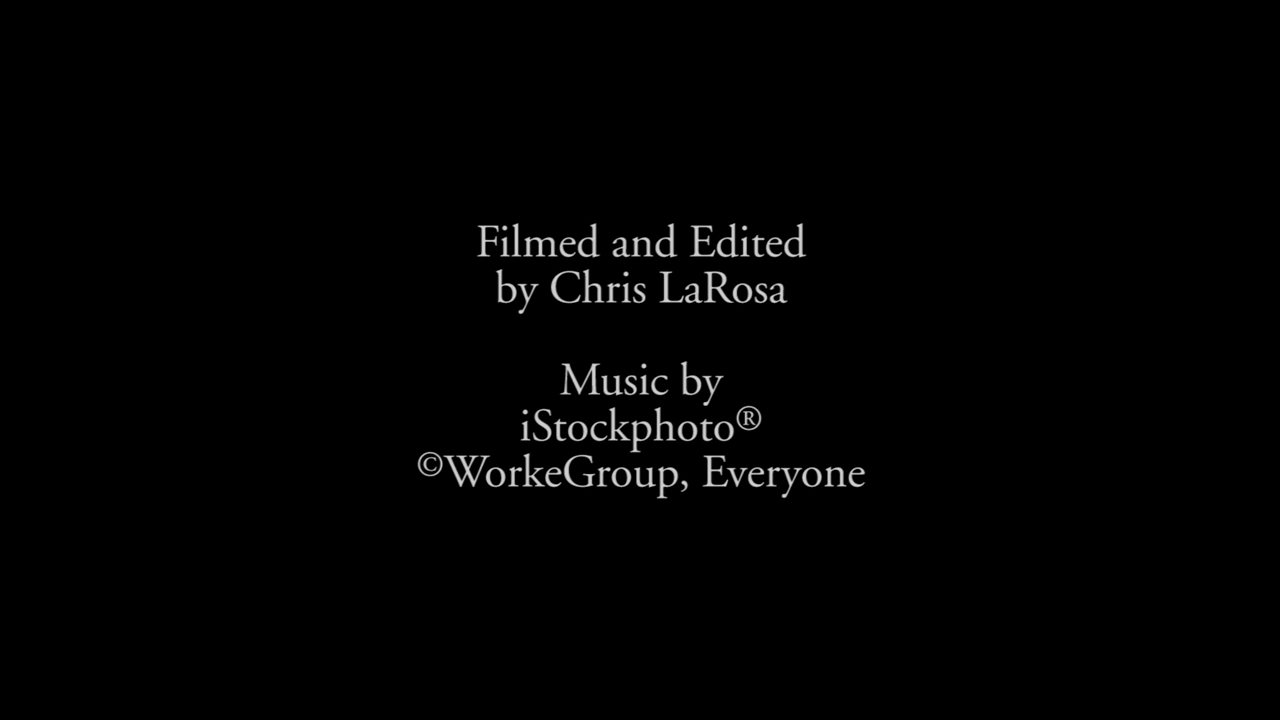 Filmed and Edited
by Chris LaRosa
Music by
iStockphoto®
©WorkeGroup, Everyone